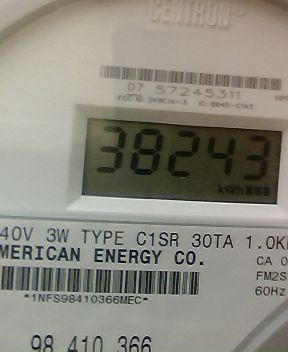 CENTRON
07 57245311
38243
kWh
40V 3W TYPE C1SR 30TA 1.0K
MERICAN ENERGY CO.
CA 0
FM2S
60Hz
*1NFS98410366MEC*
98 410 366